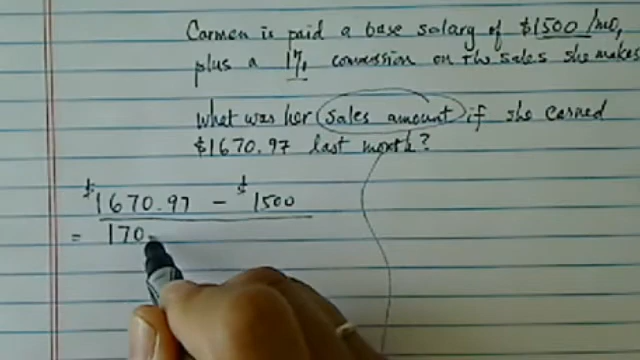 Carmen is paid a base salary of $1500/mo,
plus a 1% commission on the sales she makes
What was her sales amount if she earned
$1670.97 last month?
$1670.97 - $1500
= 170.